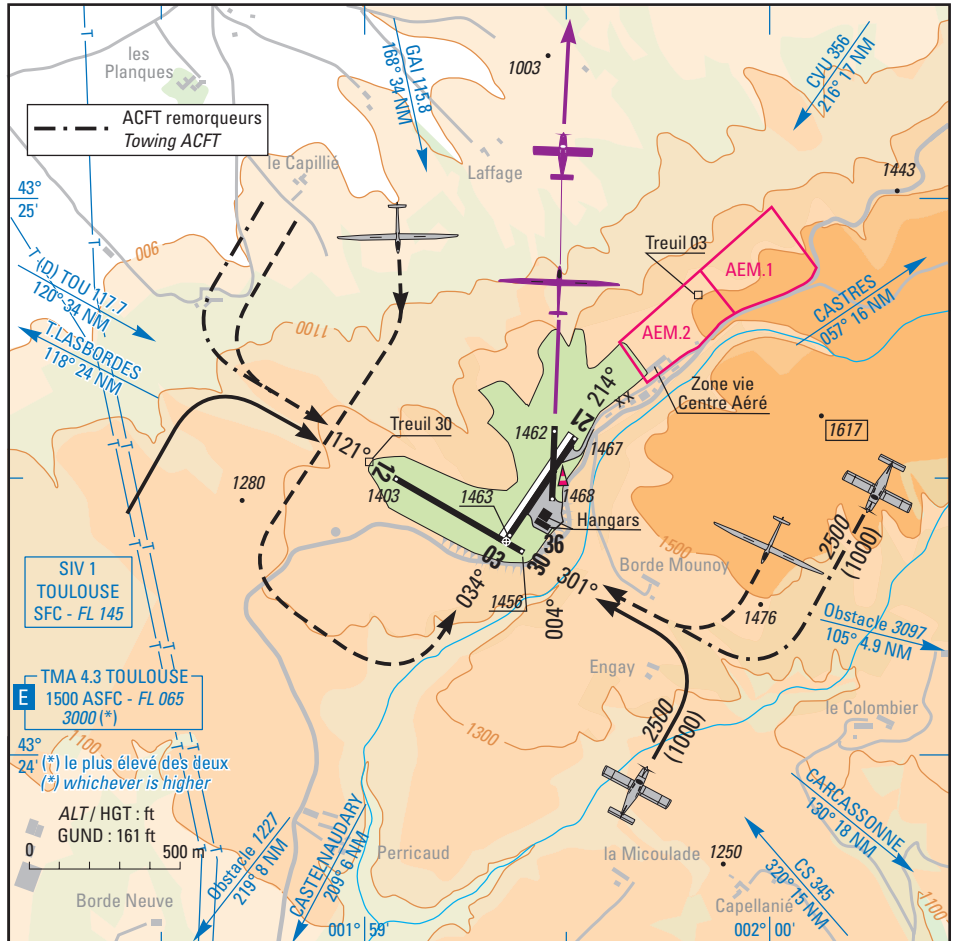 les
Planques
ACFT remorqueurs
Towing ACFT
GAI 115.8
168° 34 NM
1003
CVU 356
216° 17 NM
le Capillié
Laffage
1443
43°
25'
900
Treuil 03
AEM.1
T.(D) TOU 117.7
120°-34 NM
T.LASBORDES
118° 24 NM
1100
AEM.2
CASTRES
057° 16 NM
Zone vie
Centre Aéré
214°
xx
Treuil 30
121°
12
21
1462
1467
1617
1403
1463
1468
1280
Hangars
2500
(1000)
1500
03
30
36
034°
1456
004°
301°
Borde Mounoy
1476
SIV 1
TOULOUSE
SFC - FL 145
Obstacle 3097
105° 4.9 NM
Engay
E
TMA 4.3 TOULOUSE
1500 ASFC - FL 065
3000 (*)
2500
(1000)
le Colombier
1300
1100
43°
24'
(*) le plus élevé des deux
(*) whichever is higher
ALT / HGT : ft
GUND : 161 ft
0
500 m
CARCASSONNE
130° 18 NM
Obstacle 1227
219° 8 NM
CASTELNAUDARY
209° 6 NM
Perricaud
la Micoulade
1250
CS 345
320° 15 NM
Capellanie
1100
Borde Neuve
001° 59'
002° 00'